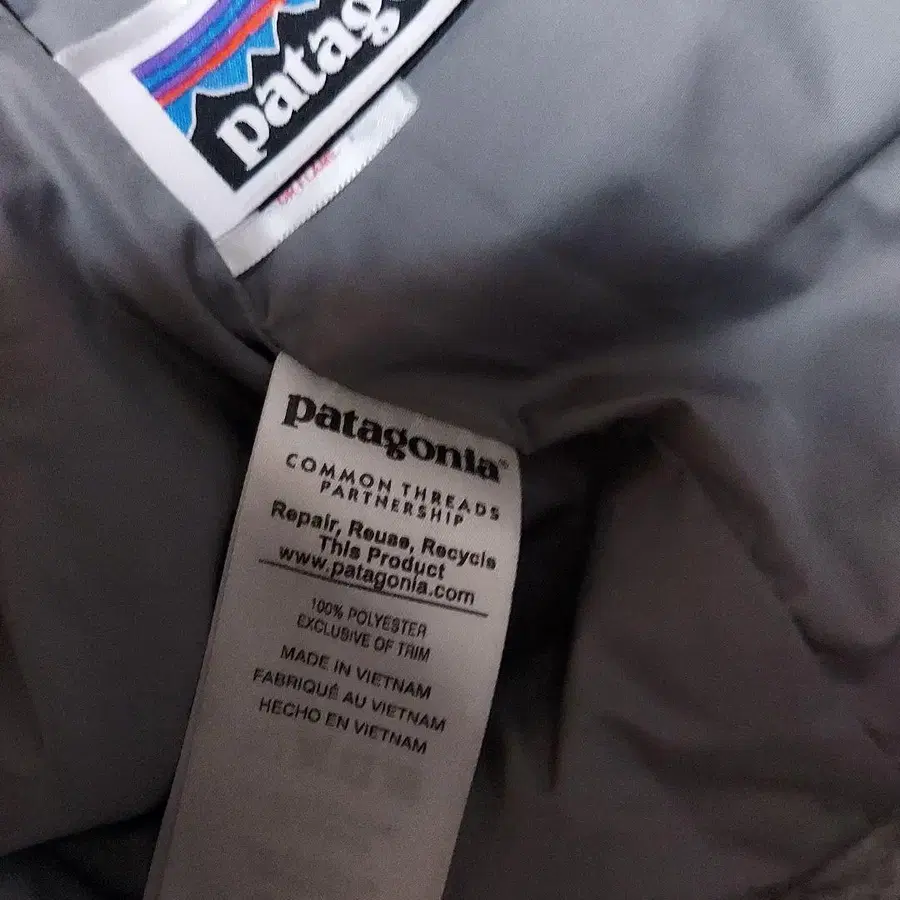 patag
patagonia®
COMMON THREADS
PARTNERSHIP
Repair, Reuse, Recycle
This Product
www.patagonia.com
100% POLYESTER
EXCLUSIVE OF TRIM
MADE IN VIETNAM
FABRIQUÉ AU VIETNAM
HECHO EN VIETNAM